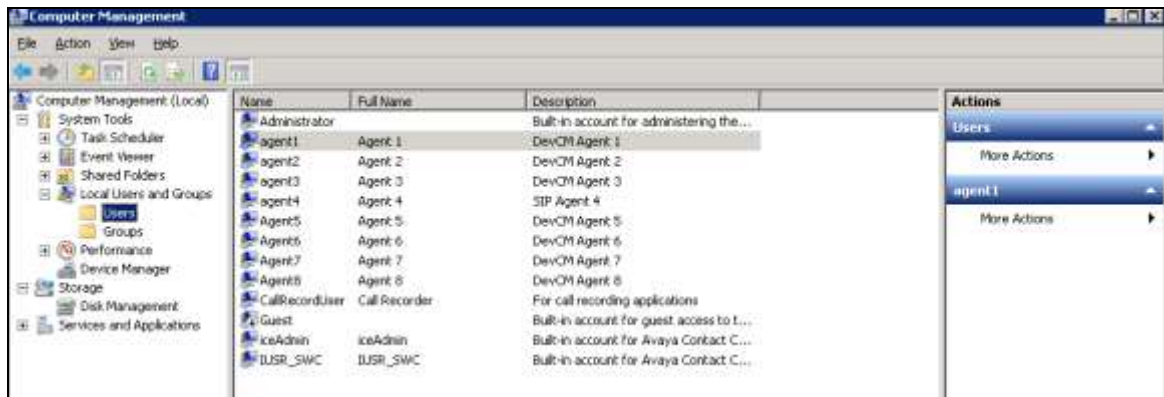 Computer Management
File Action View Help
Computer Management (Local)
System Tools
Task Scheduler
Event Viewer
Shared Folders
Local Users and Groups
Users
Groups
Performance
Device Manager
Storage
Disk Management
Services and Applications
Name Full Name Description
Administrator Built-in account for administering the...
agent1 Agent 1 DevCM Agent 1
agent2 Agent 2 DevCM Agent 2
agent3 Agent 3 DevCM Agent 3
agent4 Agent 4 SIP Agent 4
Agent5 Agent 5 DevCM Agent 5
Agent6 Agent 6 DevCM Agent 6
Agent7 Agent 7 DevCM Agent 7
Agent8 Agent 8 DevCM Agent 8
CallRecordUser Call Recorder For call recording applications
Guest Built-in account for guest access to t...
iceAdmin iceAdmin Built-in account for Avaya Contact C...
IUSR_SWC IUSR_SWC Built-in account for Avaya Contact C...
Actions
Users
More Actions
agent1
More Actions